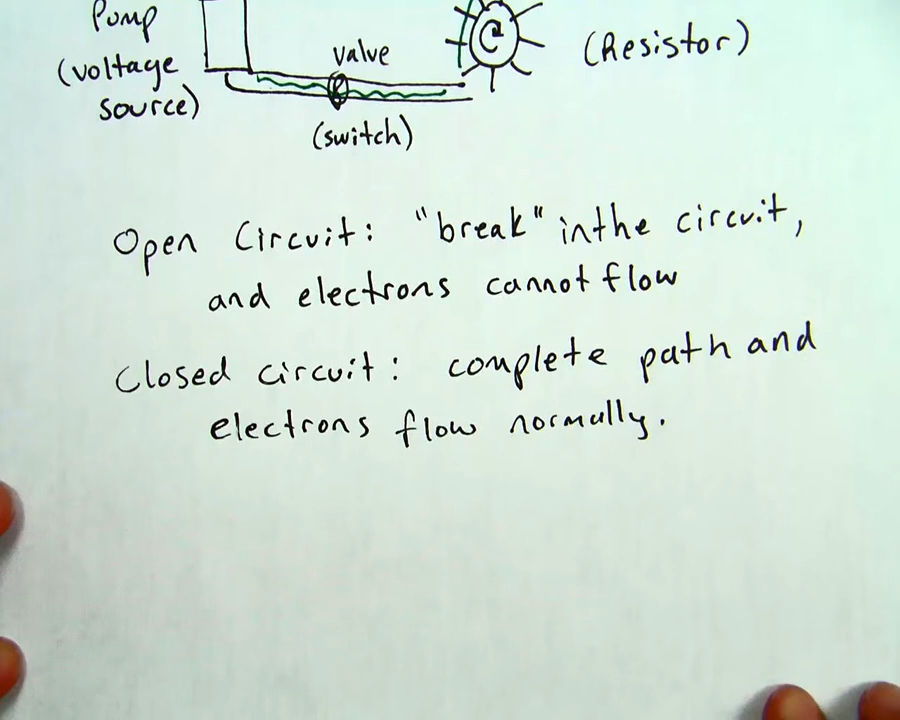 Pump
(voltage
source)
valve
(switch)
(Resistor)
Open Circuit: "break" in the circuit,
and electrons cannot flow
Closed circuit: complete path and
electrons flow normally.